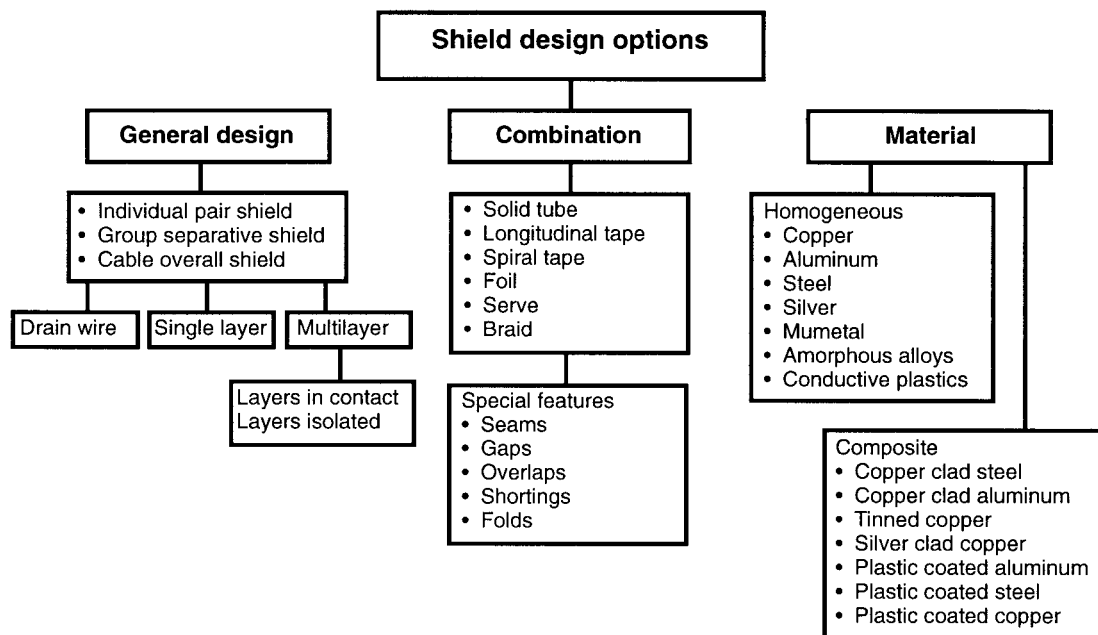 Shield design options
General design
• Individual pair shield
• Group separative shield
• Cable overall shield
Drain wire
Single layer
Multilayer
Layers in contact
Layers isolated
Combination
• Solid tube
• Longitudinal tape
• Spiral tape
• Foil
• Serve
• Braid
Special features
• Seams
• Gaps
• Overlaps
• Shortings
• Folds
Material
Homogeneous
• Copper
• Aluminum
• Steel
• Silver
• Mumetal
• Amorphous alloys
• Conductive plastics
Composite
• Copper clad steel
• Copper clad aluminum
• Tinned copper
• Silver clad copper
• Plastic coated aluminum
• Plastic coated steel
• Plastic coated copper